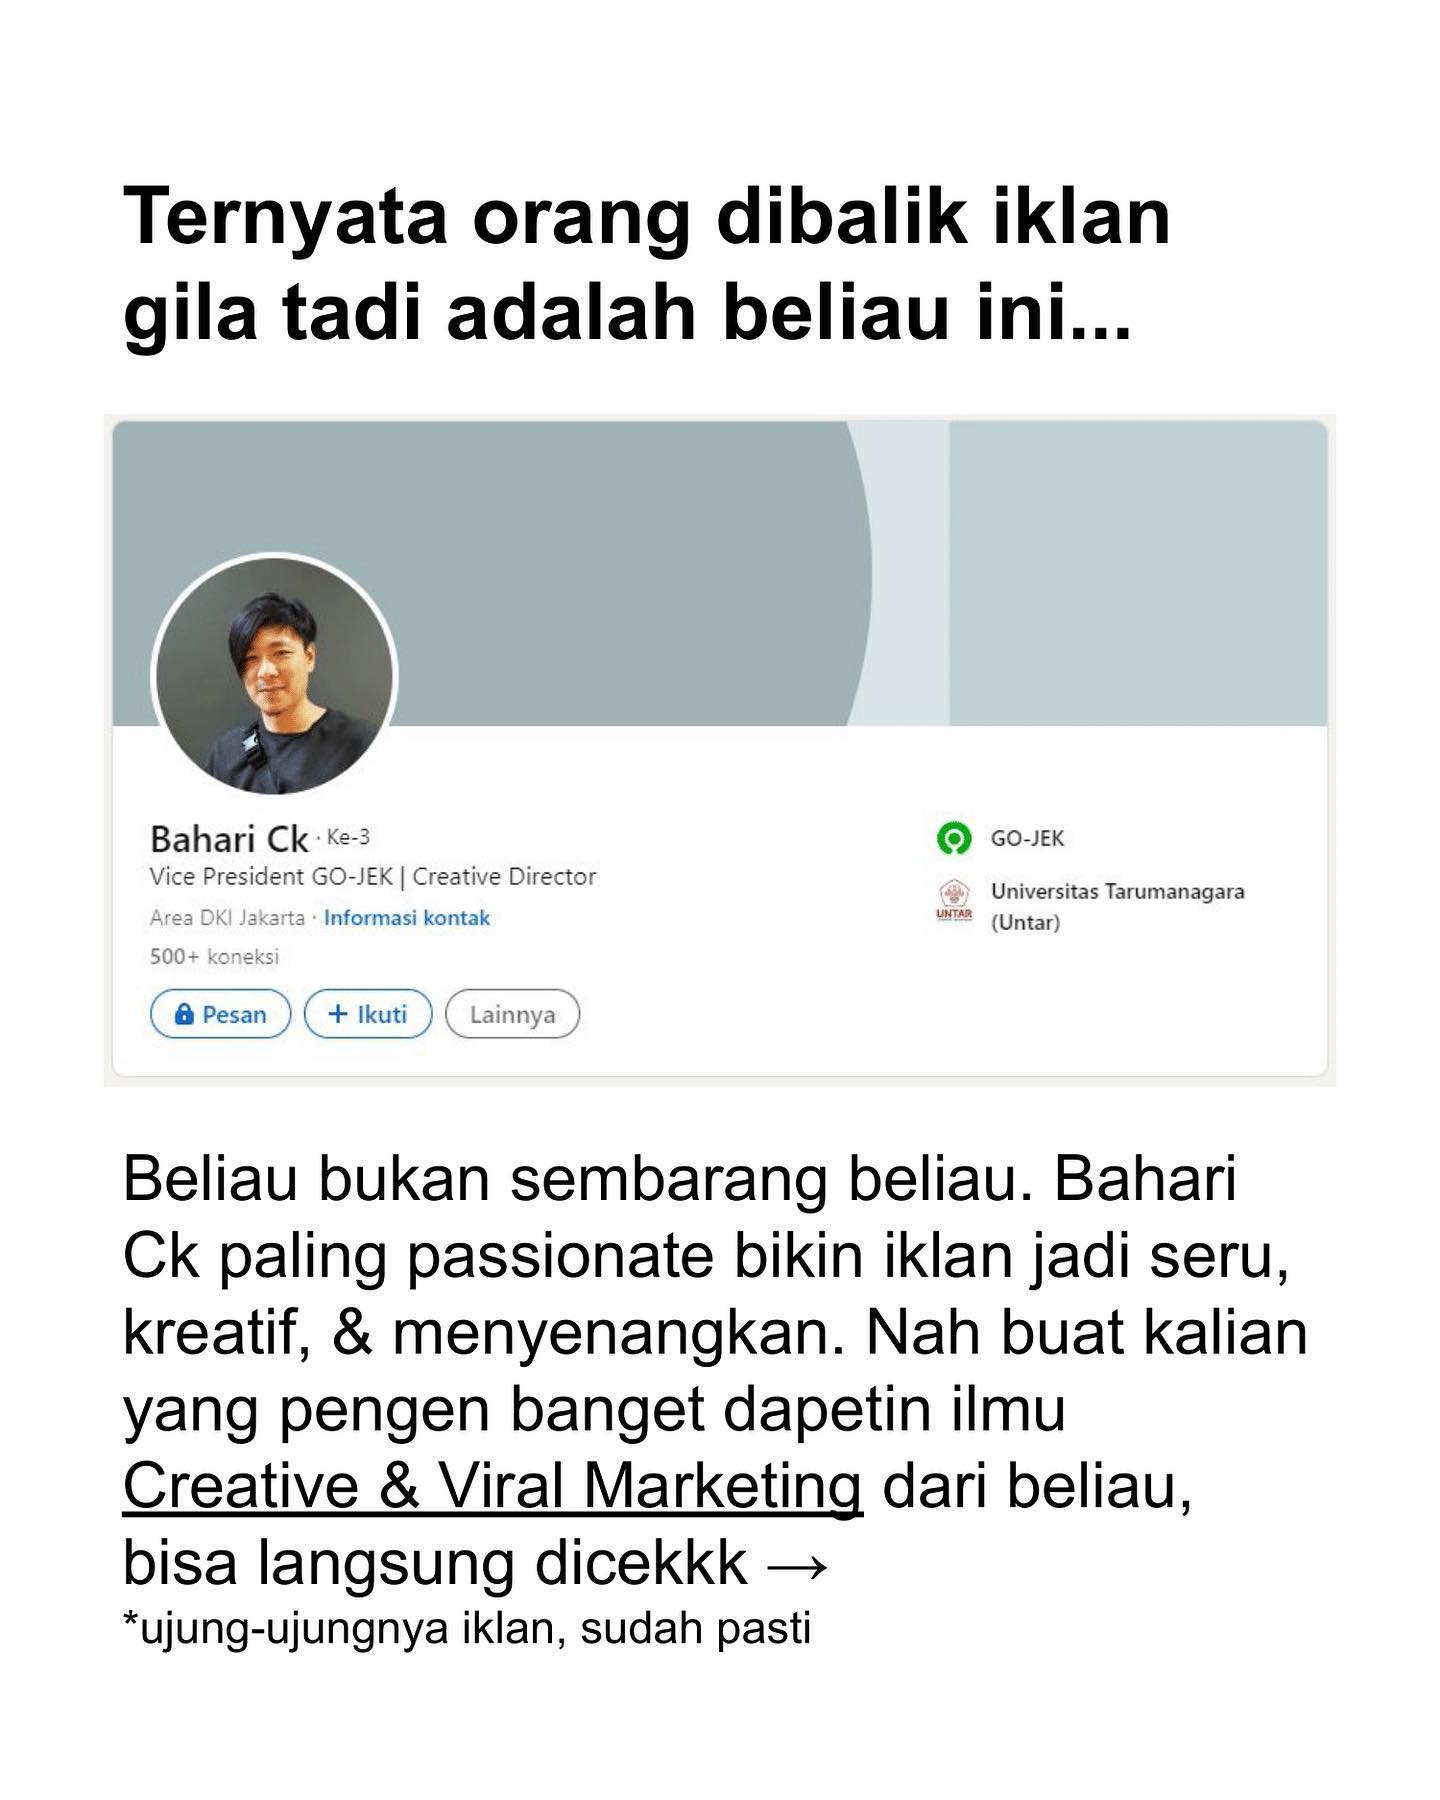 Ternyata orang dibalik iklan
gila tadi adalah beliau ini...
Bahari Ck · Ke-3
Vice President GO-JEK | Creative Director
Area DKI Jakarta · Informasi kontak
500+ koneksi
Pesan
+ Ikuti
Lainnya
GO-JEK
UNTAR
Universitas Tarumanagara
(Untar)
Beliau bukan sembarang beliau. Bahari
Ck paling passionate bikin iklan jadi seru,
kreatif, & menyenangkan. Nah buat kalian
yang pengen banget dapetin ilmu
Creative & Viral Marketing dari beliau,
bisa langsung dicekkk →
*ujung-ujungnya iklan, sudah pasti